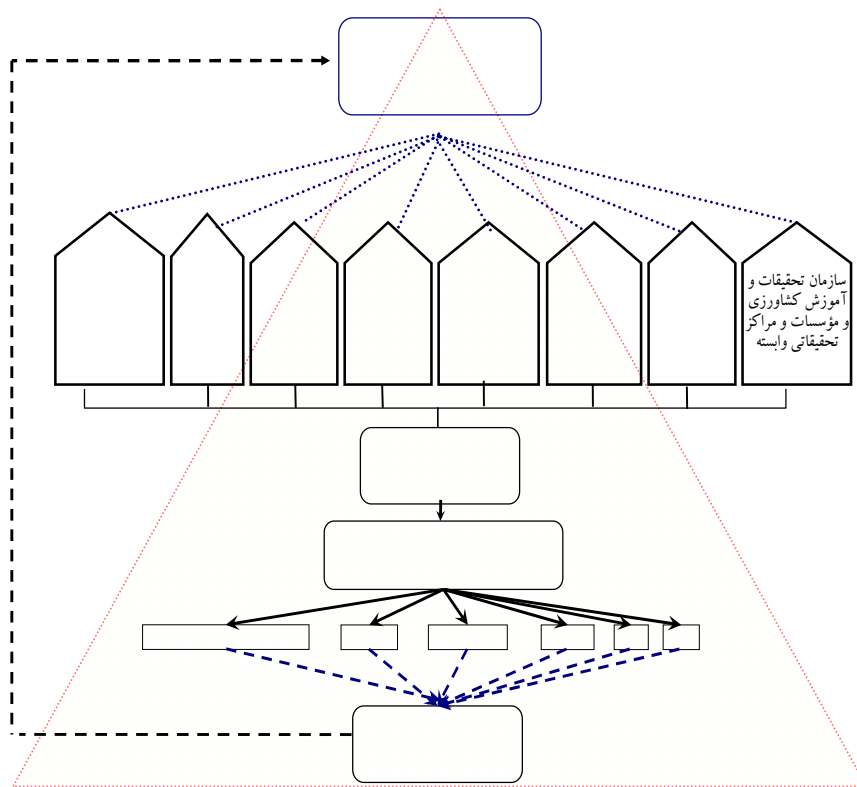 سازمان تحقیقات و
آموزش کشاورزی
و مؤسسات و مراکز
تحقیقاتی وابسته